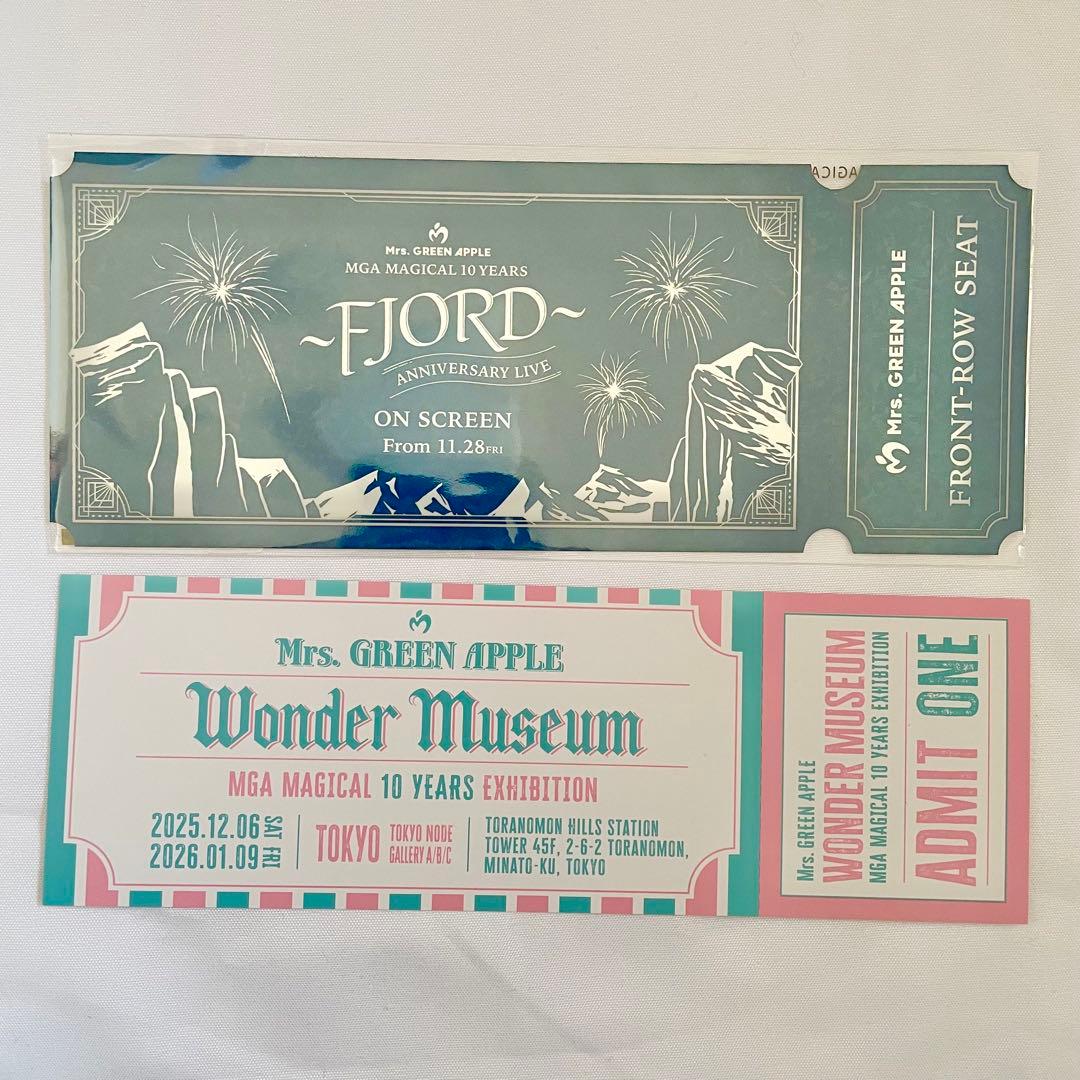 Mrs. GREEN APPLE
MGA MAGICAL 10 YEARS
~FJORD~
ANNIVERSARY LIVE
ON SCREEN
From 11.28 FRI
AGICA
Mrs. GREEN APPLE
FRONT-ROW SEAT
Mrs. GREEN APPLE
Wonder Museum
MGA MAGICAL 10 YEARS EXHIBITION
2025.12.06 SAT
2026.01.09 FRI
TOKYO
TOKYO NODE
GALLERY A/B/C
TORANOMON HILLS STATION
TOWER 45F, 2-6-2 TORANOMON,
MINATO-KU, TOKYO
Mrs. GREEN APPLE
WONDER MUSEUM
MGA MAGICAL 10 YEARS EXHIBITION
ADMIT ONE